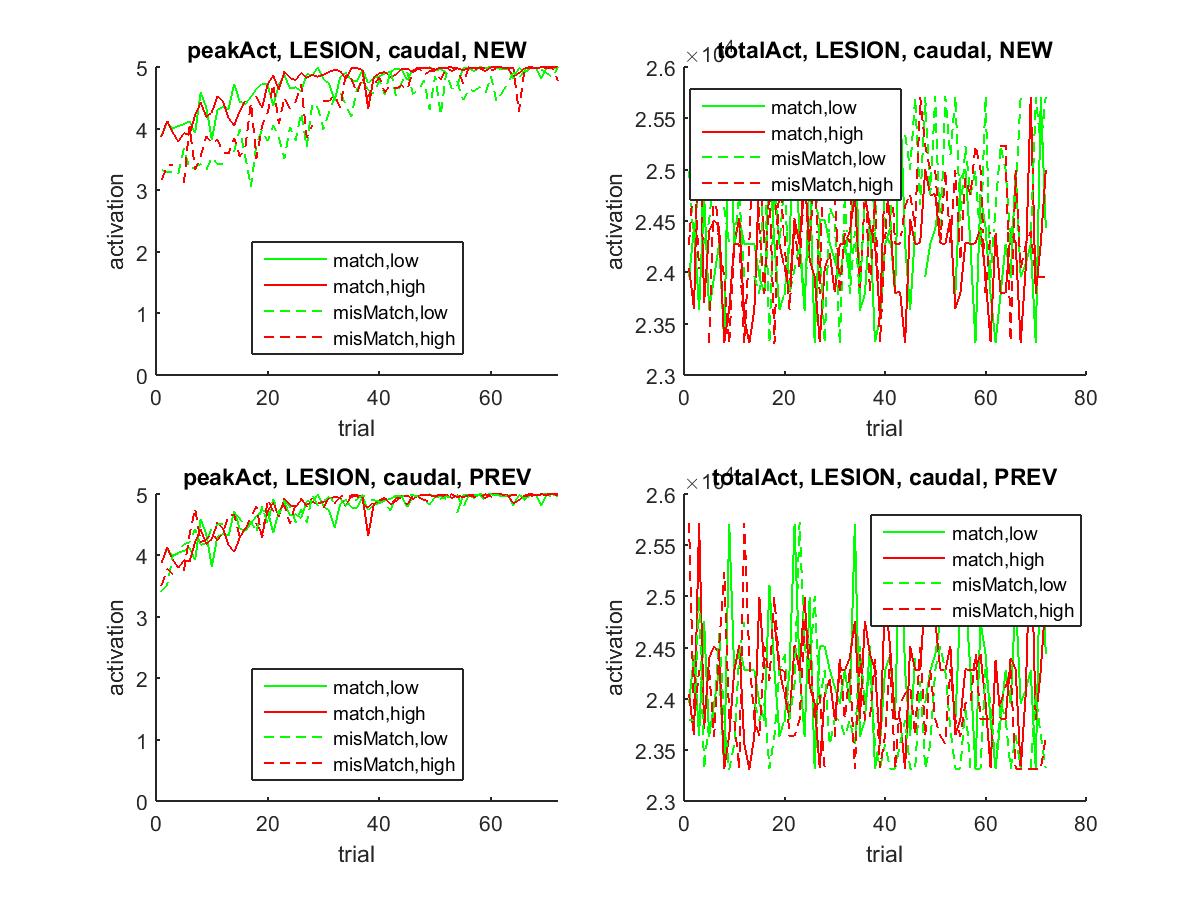 peakAct, LESION, caudal, NEW
5
4
3
2
1
0
activation
match,low
match,high
misMatch,low
misMatch,high
0 20 40 60
trial
totalAct, LESION, caudal, NEW
2.6
2.55
2.5
2.45
2.4
2.35
2.3
activation
match,low
match,high
misMatch,low
misMatch,high
0 20 40 60 80
trial
peakAct, LESION, caudal, PREV
5
4
3
2
1
0
activation
match,low
match,high
misMatch,low
misMatch,high
0 20 40 60
trial
totalAct, LESION, caudal, PREV
2.6
2.55
2.5
2.45
2.4
2.35
2.3
activation
match,low
match,high
misMatch,low
misMatch,high
0 20 40 60 80
trial